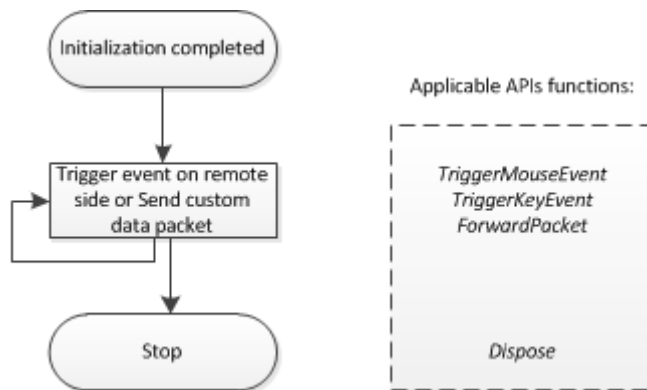 Initialization completed
Applicable APIs functions:
Trigger event on remote
side or Send custom
data packet
TriggerMouseEvent
TriggerKeyEvent
ForwardPacket
Stop
Dispose